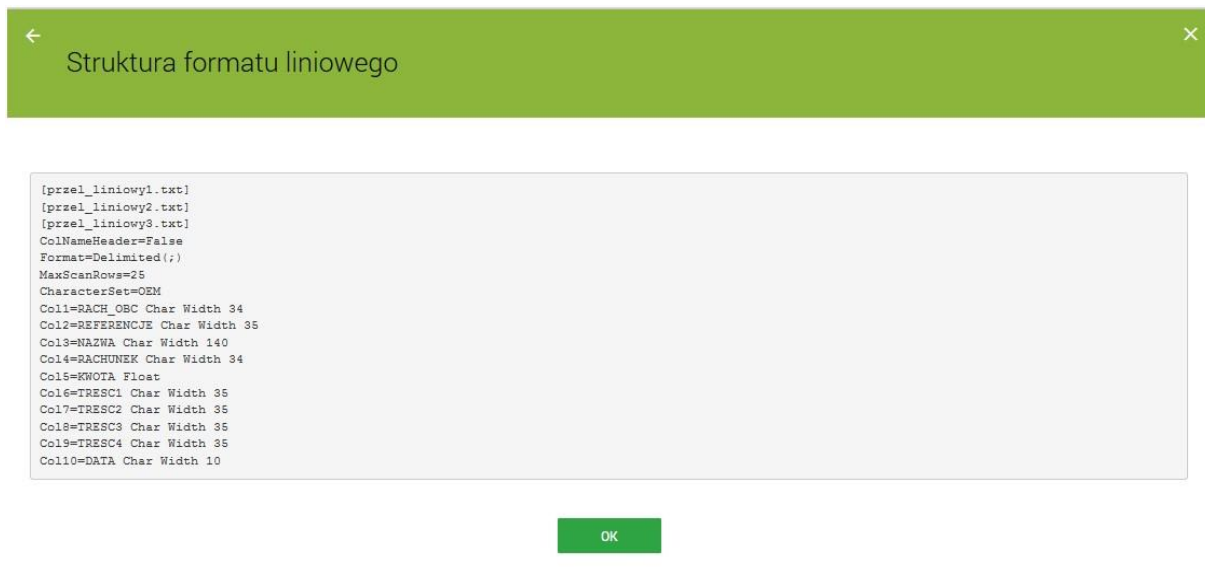 Struktura formatu liniowego
[przel_liniowy1.txt]
[przel_liniowy2.txt]
[przel_liniowy3.txt]
ColNameHeader=False
Format=Delimited(;)
MaxScanRows=25
CharacterSet=OEM
Col1=RACH_OBC Char Width 34
Col2=REFERENCJE Char Width 35
Col3=NAZWA Char Width 140
Col4=RACHUNEK Char Width 34
Col5=KWOTA Float
Col6=TRESC1 Char Width 35
Col7=TRESC2 Char Width 35
Col8=TRESC3 Char Width 35
Col9=TRESC4 Char Width 35
Col10=DATA Char Width 10
OK